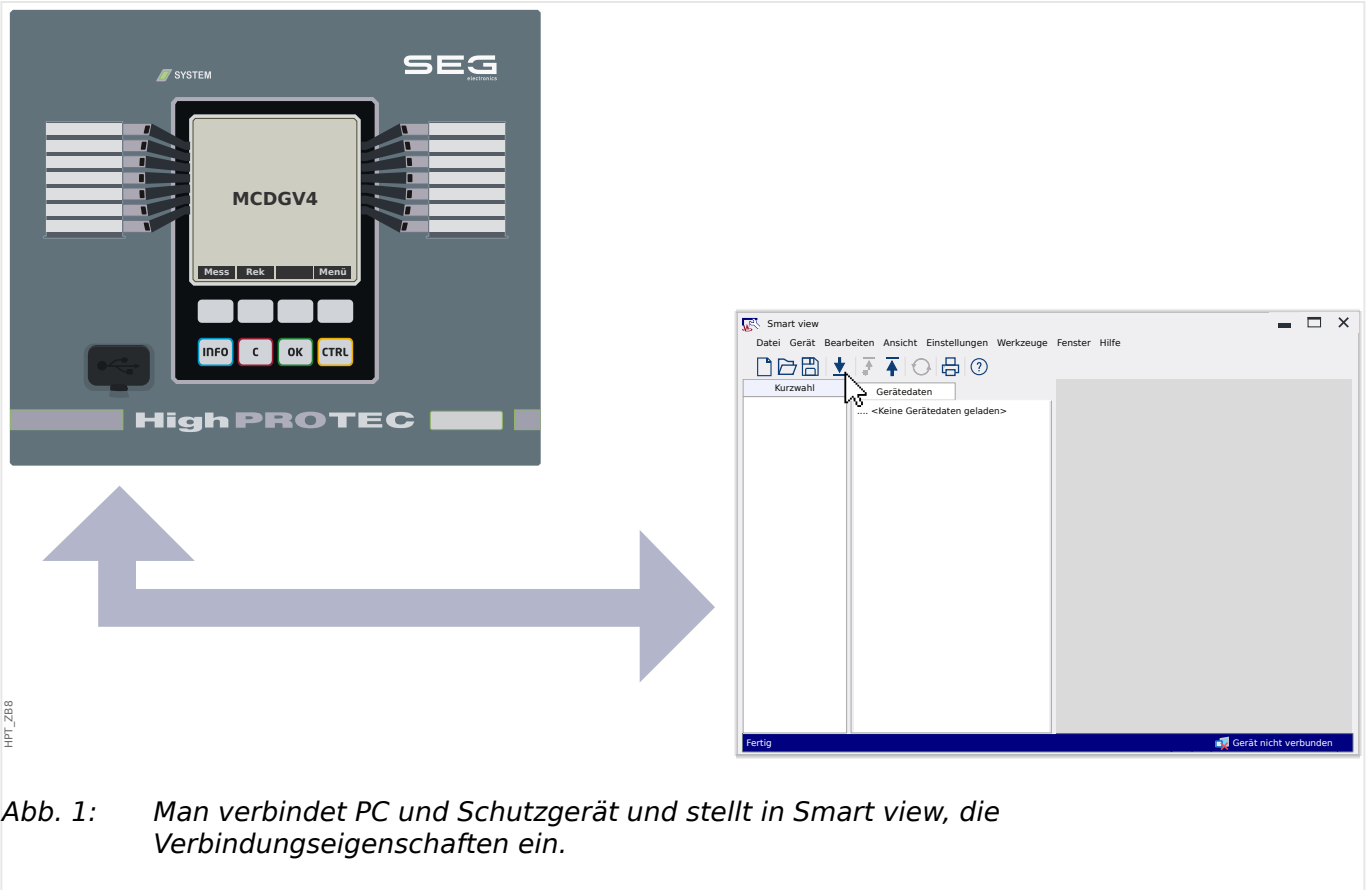 SYSTEM
SEG
electronics
MCDGV4
Mess Rek Menü
INFO C OK CTRL
HighPROTEC
Smart view
Datei Gerät Bearbeiten Ansicht Einstellungen Werkzeuge Fenster Hilfe
Kurzwahl
Gerätedaten
.... <Keine Gerätedaten geladen>
Fertig
Gerät nicht verbunden
HPT_ZB8
Abb. 1: Man verbindet PC und Schutzgerät und stellt in Smart view, die
Verbindungseigenschaften ein.